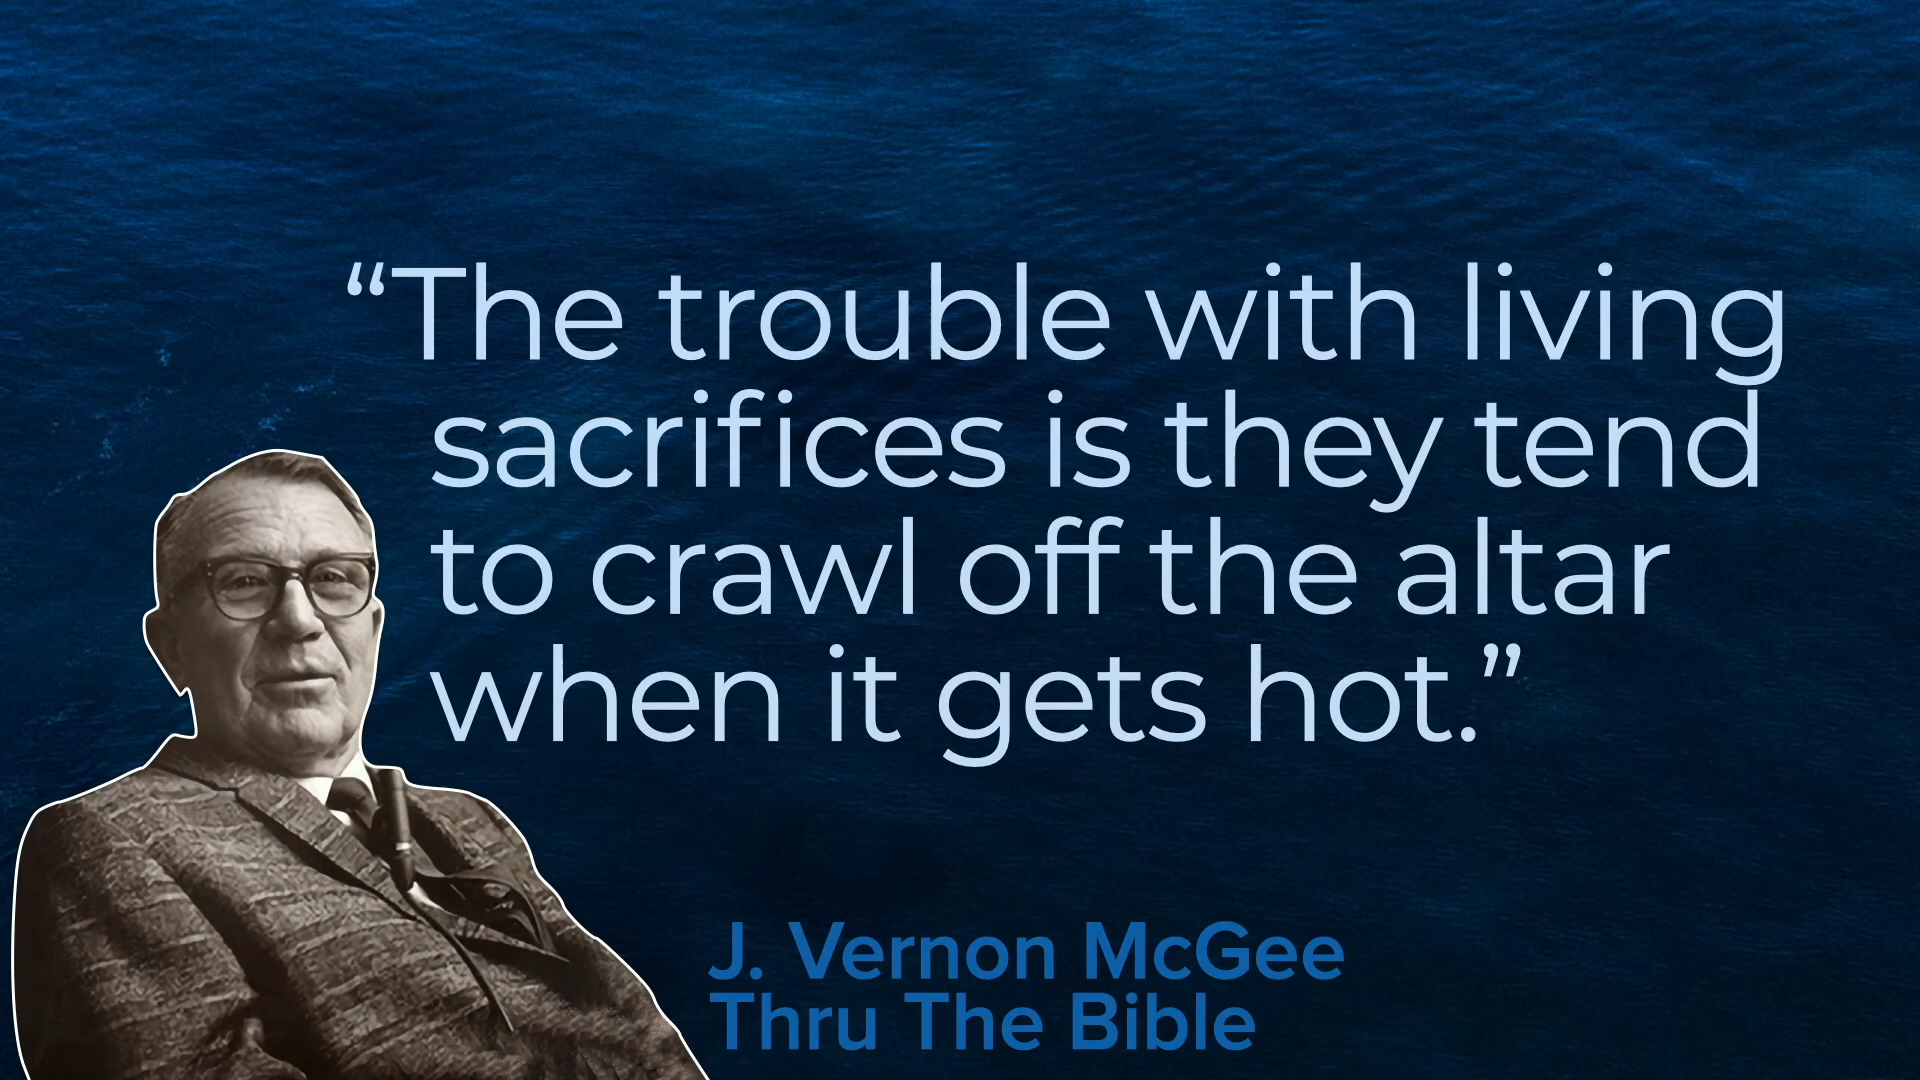 “The trouble with living
sacrifices is they tend
to crawl off the altar
when it gets hot.”
J. Vernon McGee
Thru The Bible